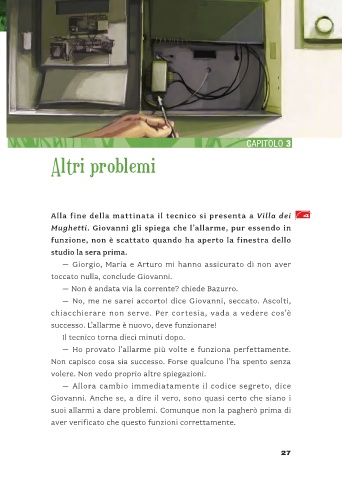 CAPITOLO 3
Altri problemi
Alla fine della mattinata il tecnico si presenta a Villa dei
Mughetti. Giovanni gli spiega che l'allarme, pur essendo in
funzione, non è scattato quando ha aperto la finestra dello
studio la sera prima.
— Giorgio, Maria e Arturo mi hanno assicurato di non aver
toccato nulla, conclude Giovanni.
— Non è andata via la corrente? chiede Bazurro.
— No, me ne sarei accorto! dice Giovanni, seccato. Ascolti,
chiacchierare non serve. Per cortesia, vada a vedere cos'è
successo. L'allarme è nuovo, deve funzionare!
Il tecnico torna dieci minuti dopo.
— Ho provato l'allarme più volte e funziona perfettamente.
Non capisco cosa sia successo. Forse qualcuno l'ha spento senza
volere. Non vedo proprio altre spiegazioni.
— Allora cambio immediatamente il codice segreto, dice
Giovanni. Anche se, a dire il vero, sono quasi certo che siano i
suoi allarmi a dare problemi. Comunque non la pagherò prima di
aver verificato che questo funzioni correttamente.
27